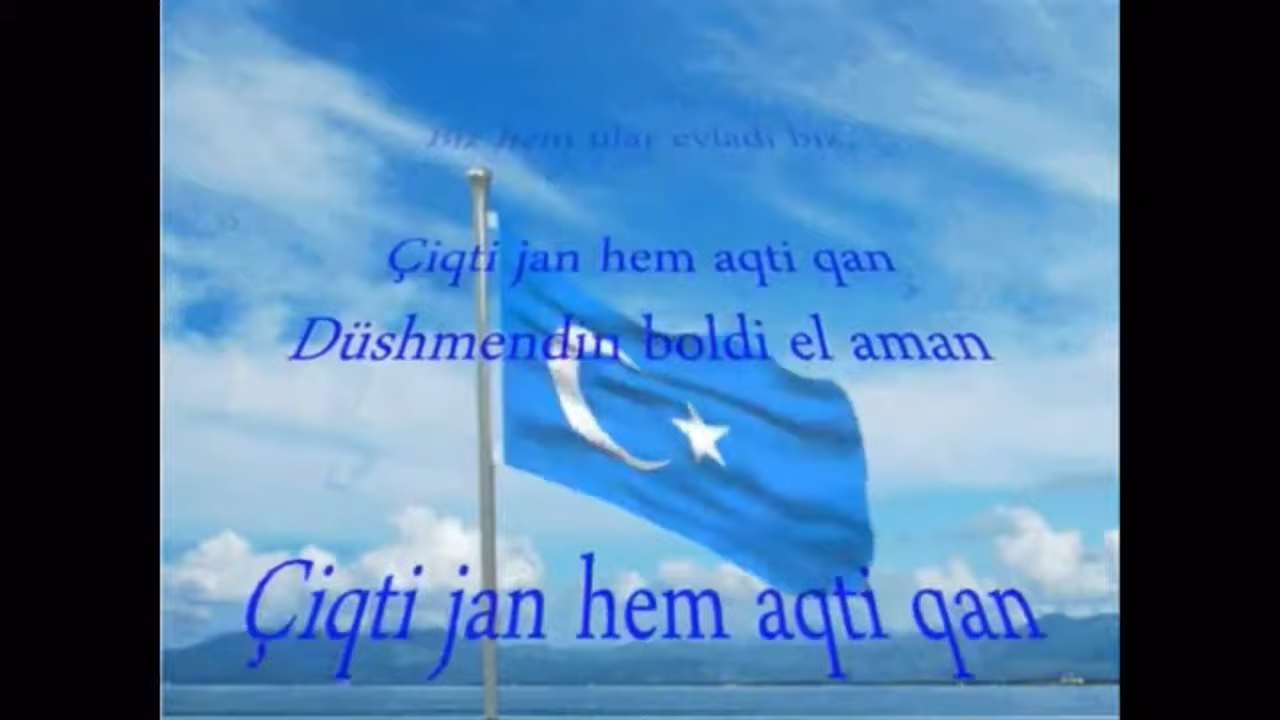 Biz hem ular evladi biz.
Çiqti jan hem aqti qan
Düshmendin boldi el aman
Çiqti jan hem aqti qan